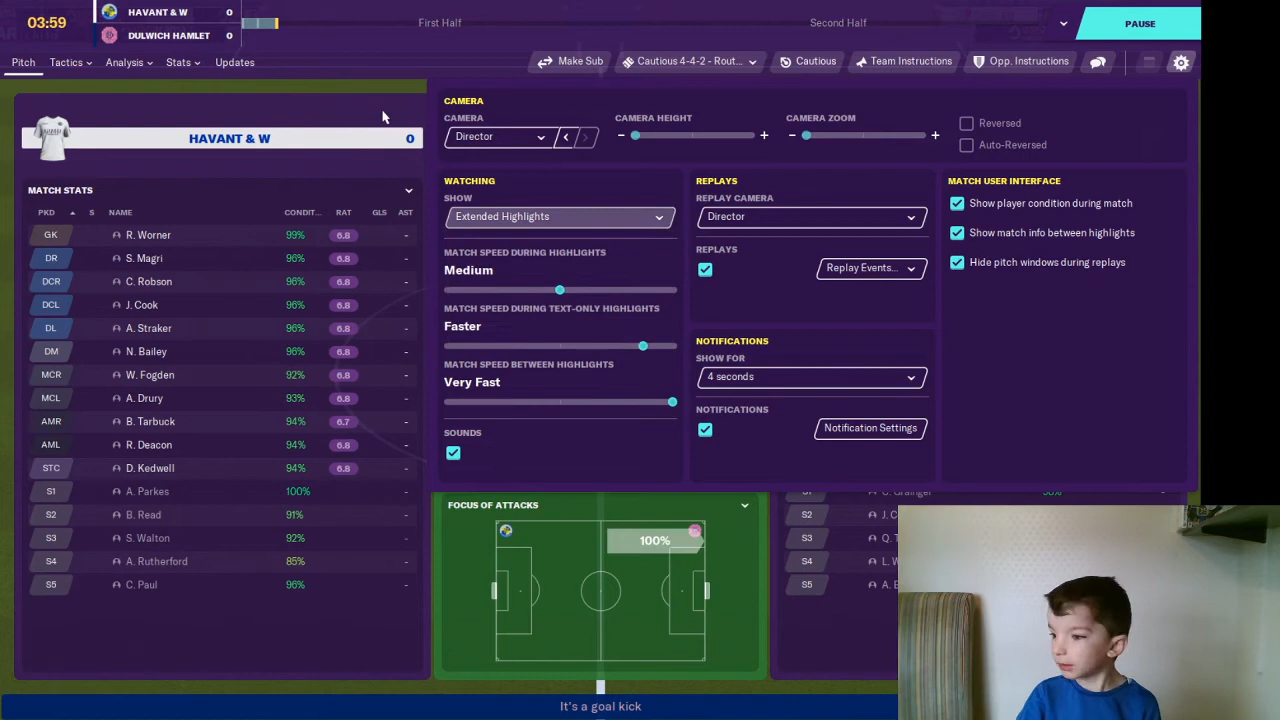 03:59
HAVANT & W 0
DULWICH HAMLET 0
First Half
Second Half
PAUSE
Pitch
Tactics
Analysis
Stats
Updates
Make Sub
Cautious 4-4-2 - Rout...
Cautious
Team Instructions
Opp. Instructions
HAVANT & W 0
MATCH STATS
PKD S NAME CONDIT... RAT GLS AST
GK R. Worner 99% 6.8 - -
DR S. Magri 96% 6.8 - -
DCR C. Robson 96% 6.8 - -
DCL J. Cook 96% 6.8 - -
DL A. Straker 96% 6.8 - -
DM N. Bailey 96% 6.8 - -
MCR W. Fogden 92% 6.8 - -
MCL A. Drury 93% 6.8 - -
AMR B. Tarbuck 94% 6.7 - -
AML R. Deacon 94% 6.8 - -
STC D. Kedwell 94% 6.8 - -
S1 A. Parkes 100%
S2 B. Read 91%
S3 S. Walton 92%
S4 A. Rutherford 85%
S5 C. Paul 96%
CAMERA
CAMERA
Director
CAMERA HEIGHT
CAMERA ZOOM
Reversed
Auto-Reversed
WATCHING
SHOW
Extended Highlights
MATCH SPEED DURING HIGHLIGHTS
Medium
MATCH SPEED DURING TEXT-ONLY HIGHLIGHTS
Faster
MATCH SPEED BETWEEN HIGHLIGHTS
Very Fast
SOUNDS
REPLAYS
REPLAY CAMERA
Director
REPLAYS
Replay Events...
NOTIFICATIONS
SHOW FOR
4 seconds
NOTIFICATIONS
Notification Settings
MATCH USER INTERFACE
Show player condition during match
Show match info between highlights
Hide pitch windows during replays
FOCUS OF ATTACKS
100%
S1
S2 J. C
S3 Q. T
S4 L. W
S5 A. E
It's a goal kick